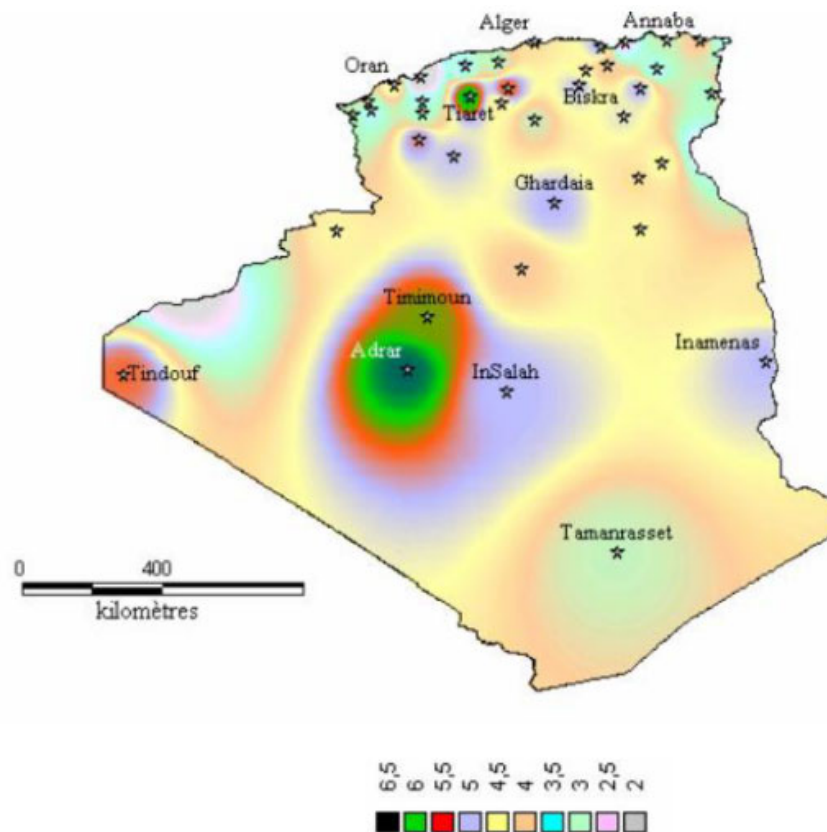 Alger
Annaba
Oran
Biskra
Tiaret
Ghardaia
Timimoun
Adrar
Inamenas
Tindouf
InSalah
Tamanrasset
0 400
kilomètres
6,5 6 5,5 5 4,5 4 3,5 3 2,5 2